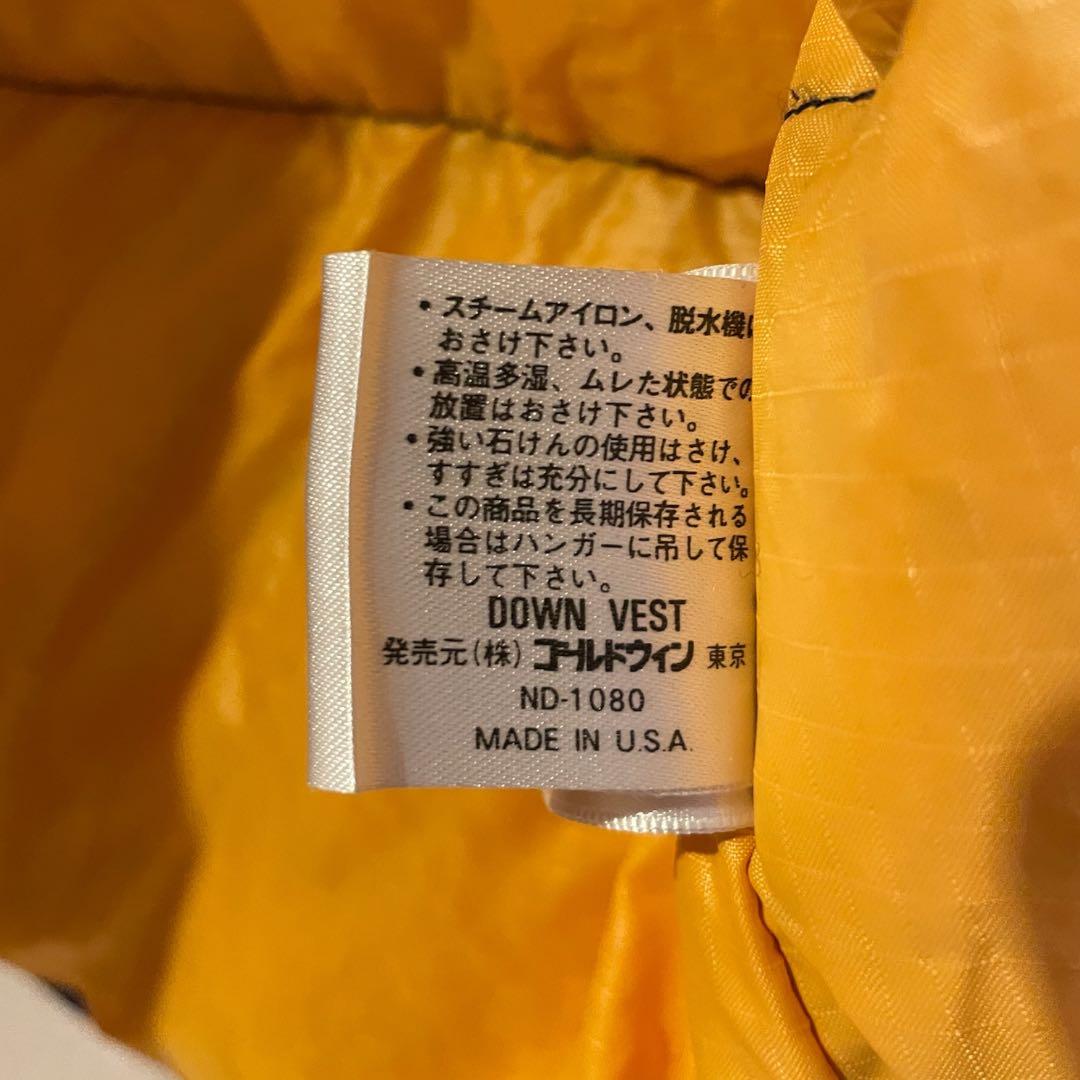 ・スチームアイロン、脱水機に
おさけ下さい。
・高温多湿、ムレた状態での
放置はおさけ下さい。
・強い石けんの使用はさけ、
すすぎは充分にして下さい。
・この商品を長期保存される
場合はハンガーに吊して保
存して下さい。
DOWN VEST
発売元(株)ゴールドウィン 東京
ND-1080
MADE IN U.S.A.